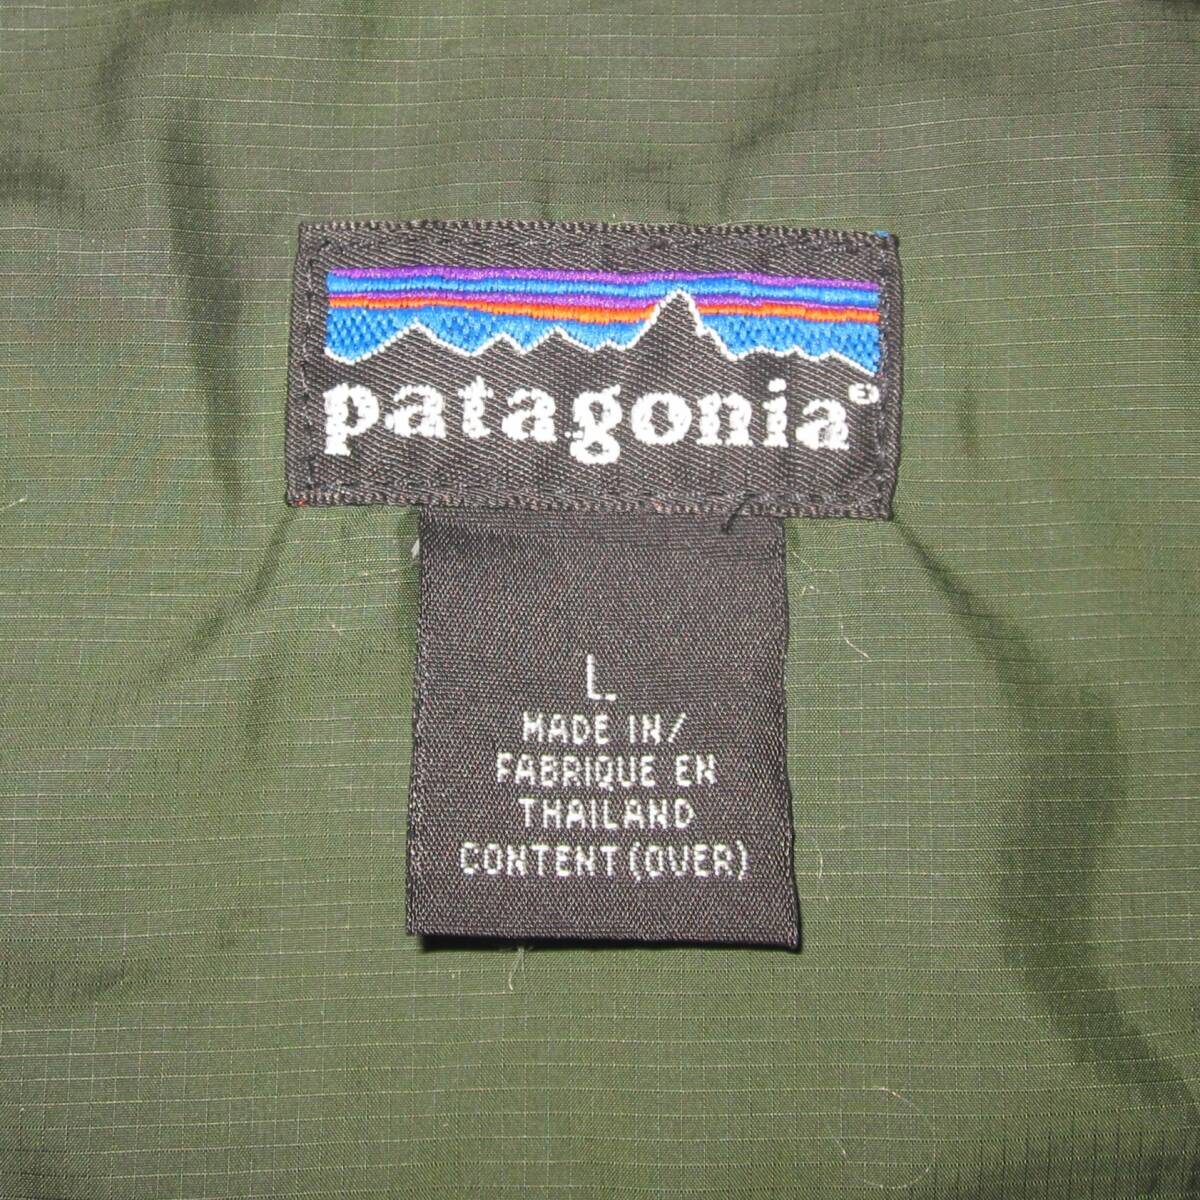 patagonia®
L
MADE IN/
FABRIQUE EN
THAILAND
CONTENT (OVER)